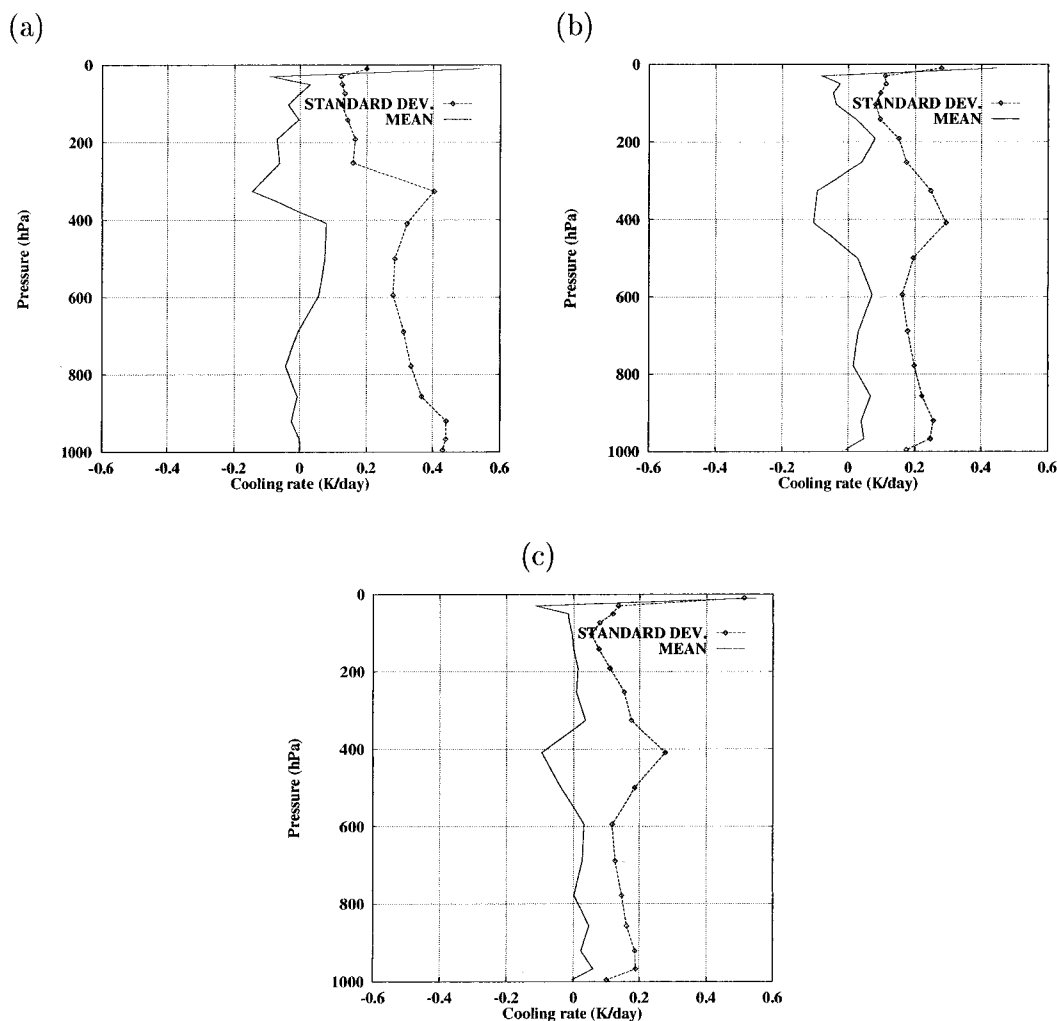 (a)
0
200
400
600
800
1000
Pressure (hPa)
STANDARD DEV.
MEAN
-0.6 -0.4 -0.2 0 0.2 0.4 0.6
Cooling rate (K/day)
(b)
0
200
400
600
800
1000
Pressure (hPa)
STANDARD DEV.
MEAN
-0.6 -0.4 -0.2 0 0.2 0.4 0.6
Cooling rate (K/day)
(c)
0
200
400
600
800
1000
Pressure (hPa)
STANDARD DEV.
MEAN
-0.6 -0.4 -0.2 0 0.2 0.4 0.6
Cooling rate (K/day)